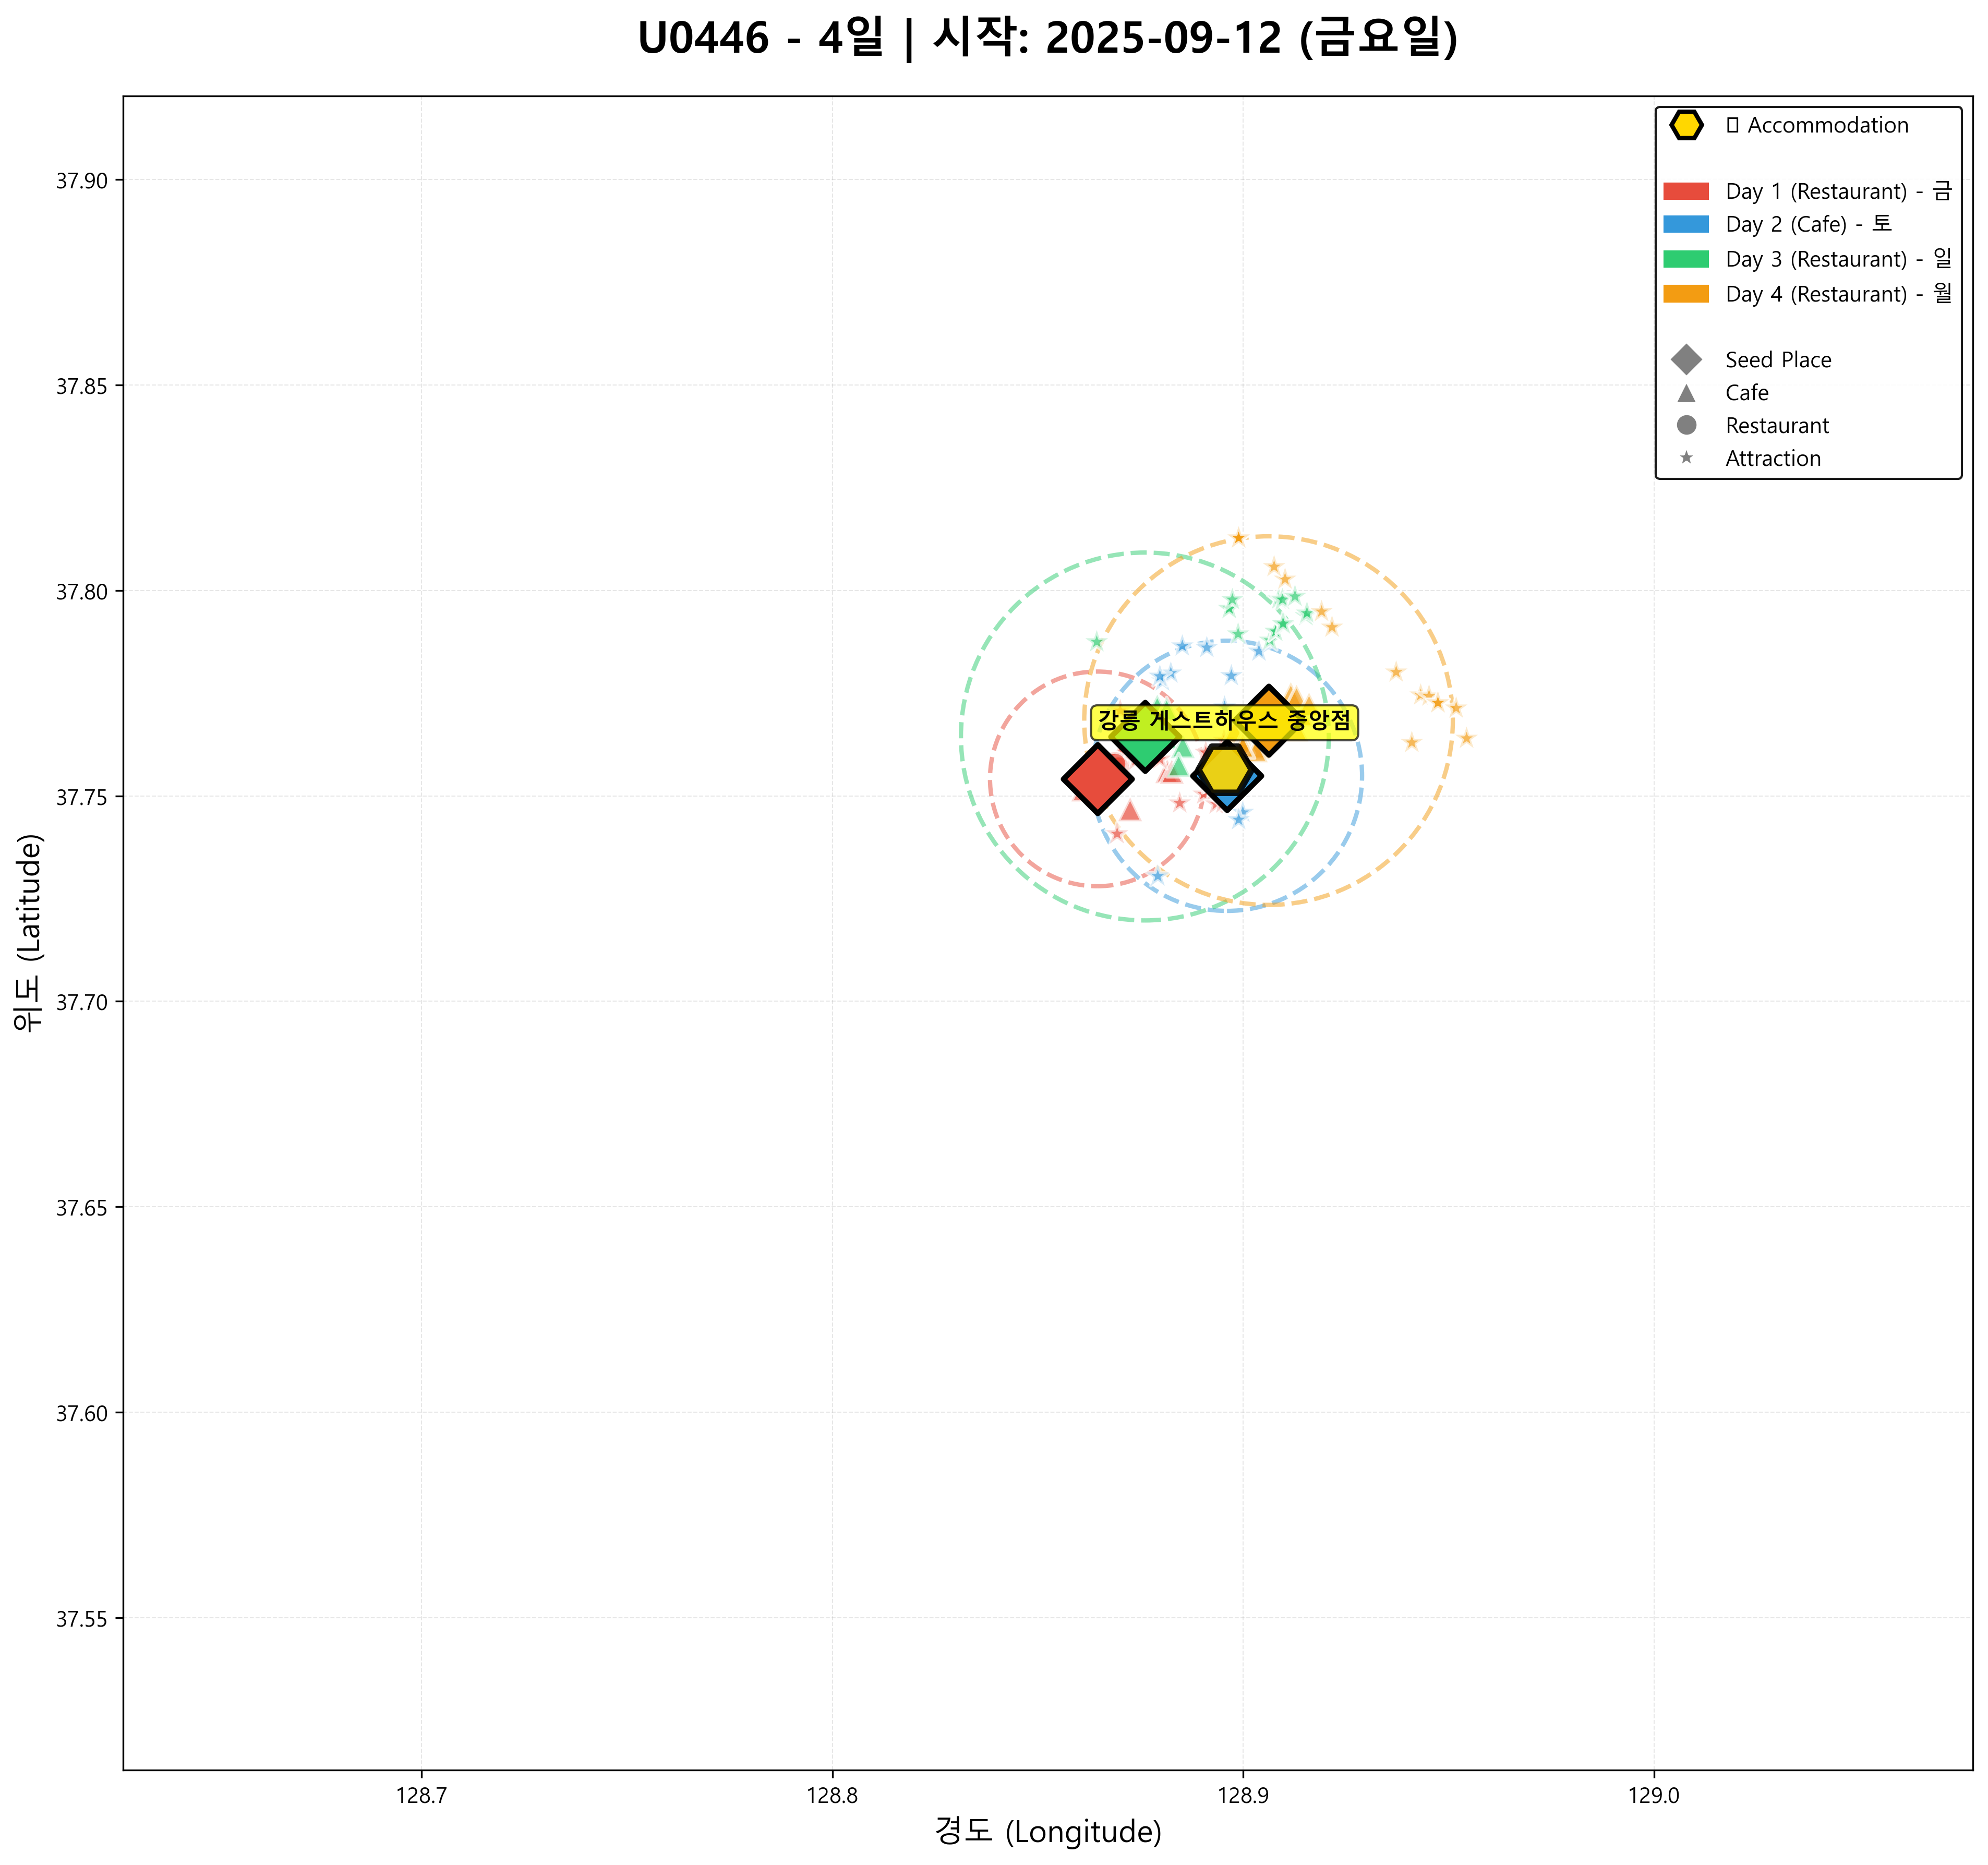 U0446 - 4일 | 시작: 2025-09-12 (금요일)
Accommodation
Day 1 (Restaurant) - 금
Day 2 (Cafe) - 토
Day 3 (Restaurant) - 일
Day 4 (Restaurant) - 월
Seed Place
Cafe
Restaurant
Attraction
강릉 게스트하우스 중앙점
위도 (Latitude)
37.90
37.85
37.80
37.75
37.70
37.65
37.60
37.55
128.7
128.8
128.9
129.0
경도 (Longitude)